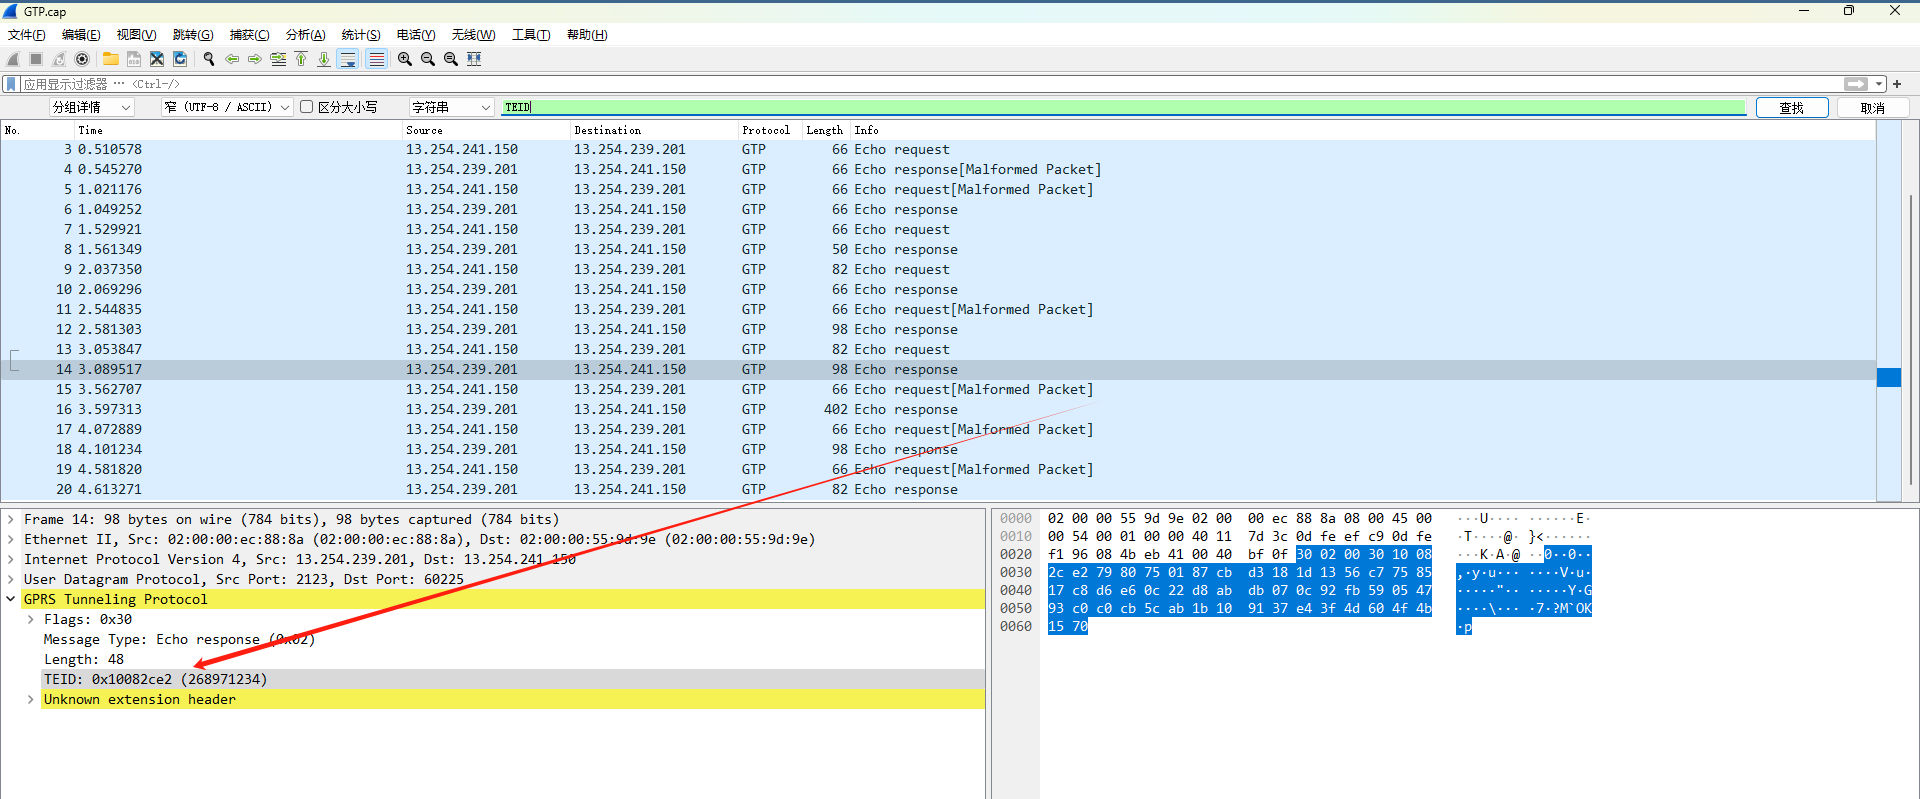 GTP.cap
文件(F) 编辑(E) 视图(V) 跳转(G) 捕获(C) 分析(A) 统计(S) 电话(Y) 无线(W) 工具(T) 帮助(H)
应用显示过滤器 ⋯ <Ctrl-/>
分组详情 窄 (UTF-8 / ASCII) 区分大小写 字符串 TEID 查找 取消
No. Time Source Destination Protocol Length Info
3 0.510578 13.254.241.150 13.254.239.201 GTP 66 Echo request
4 0.545270 13.254.239.201 13.254.241.150 GTP 66 Echo response[Malformed Packet]
5 1.021176 13.254.241.150 13.254.239.201 GTP 66 Echo request[Malformed Packet]
6 1.049252 13.254.239.201 13.254.241.150 GTP 66 Echo response
7 1.529921 13.254.241.150 13.254.239.201 GTP 66 Echo request
8 1.561349 13.254.239.201 13.254.241.150 GTP 50 Echo response
9 2.037350 13.254.241.150 13.254.239.201 GTP 82 Echo request
10 2.069296 13.254.239.201 13.254.241.150 GTP 66 Echo response
11 2.544835 13.254.241.150 13.254.239.201 GTP 66 Echo request[Malformed Packet]
12 2.581303 13.254.239.201 13.254.241.150 GTP 98 Echo response
13 3.053847 13.254.241.150 13.254.239.201 GTP 82 Echo request
14 3.089517 13.254.239.201 13.254.241.150 GTP 98 Echo response
15 3.562707 13.254.241.150 13.254.239.201 GTP 66 Echo request[Malformed Packet]
16 3.597313 13.254.239.201 13.254.241.150 GTP 402 Echo response
17 4.072889 13.254.241.150 13.254.239.201 GTP 66 Echo request[Malformed Packet]
18 4.101234 13.254.239.201 13.254.241.150 GTP 98 Echo response
19 4.581820 13.254.241.150 13.254.239.201 GTP 66 Echo request[Malformed Packet]
20 4.613271 13.254.239.201 13.254.241.150 GTP 82 Echo response
Frame 14: 98 bytes on wire (784 bits), 98 bytes captured (784 bits)
Ethernet II, Src: 02:00:00:ec:88:8a (02:00:00:ec:88:8a), Dst: 02:00:00:55:9d:9e (02:00:00:55:9d:9e)
Internet Protocol Version 4, Src: 13.254.239.201, Dst: 13.254.241.150
User Datagram Protocol, Src Port: 2123, Dst Port: 60225
GPRS Tunneling Protocol
Flags: 0x30
Message Type: Echo response (0x02)
Length: 48
TEID: 0x10082ce2 (268971234)
Unknown extension header
0000 02 00 00 55 9d 9e 02 00 00 ec 88 8a 08 00 45 00 ···U···· ······E·
0010 00 54 00 01 00 00 40 11 7d 3c 0d fe ef c9 0d fe ·T····@· }<······
0020 f1 96 08 4b eb 41 00 40 bf 0f 30 02 00 30 10 08 ···K·A·@ ··0··0··
0030 2c e2 79 80 75 01 87 cb d3 18 1d 13 56 c7 75 85 ,·y·u··· ····V·u·
0040 17 c8 d6 e6 0c 22 d8 ab db 07 0c 92 fb 59 05 47 ·····"·· ·····Y·G
0050 93 c0 c0 cb 5c ab 1b 10 91 37 e4 3f 4d 60 4f 4b ····\··· ·7·?M`OK
0060 15 70 ·p